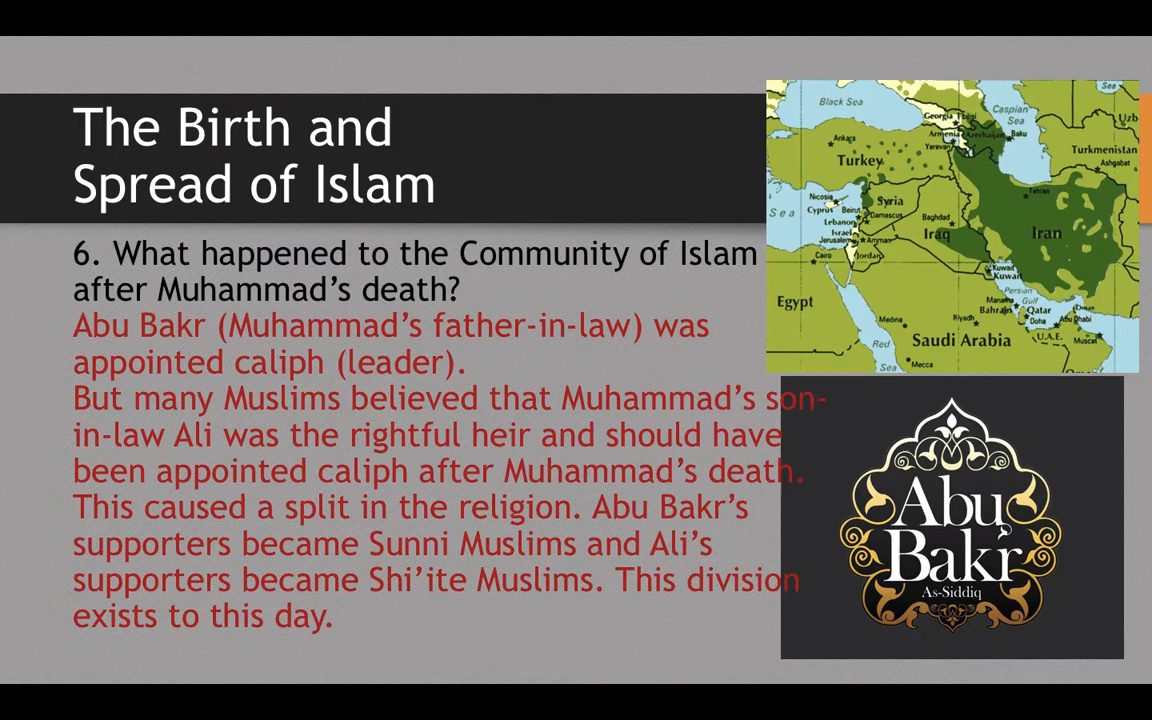 The Birth and
Spread of Islam
6. What happened to the Community of Islam
after Muhammad's death?
Abu Bakr (Muhammad's father-in-law) was
appointed caliph (leader).
But many Muslims believed that Muhammad's son-
in-law Ali was the rightful heir and should have
been appointed caliph after Muhammad's death.
This caused a split in the religion. Abu Bakr's
supporters became Sunni Muslims and Ali's
supporters became Shi'ite Muslims. This division
exists to this day.
Black Sea
Caspian
Sea
Sea
Georgia
Uzb
Ankara
Armenia
Azerbaijan
Baku
Yerevan
Turkey
Turkmenistan
Ashgabat
Nicosia
Cyprus
Beirut
Syria
Tehran
Sea
Lebanon
Damascus
Baghdad
Israel
Iraq
Iran
Jerusalem
Amman
Cairo
Jordan
Kuwait
Kuwait
Egypt
Persian
Gulf
Manama
Bahrain
Qatar
Doha
Abu Dhabi
Medina
Riyadh
U.A.E.
Muscat
Saudi Arabia
Red
Sea
Mecca
Abu
Bakr
As-Siddiq